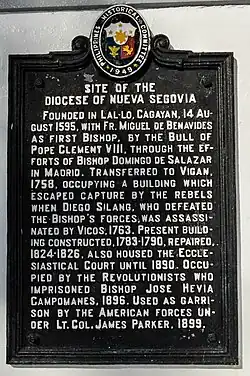 PHILIPPINES HISTORICAL COMMITTEE
1949
SITE OF THE
DIOCESE OF NUEVA SEGOVIA
FOUNDED IN LAL-LO, CAGAYAN, 14 AU-
GUST 1595, WITH FR. MIGUEL DE BENAVIDES
AS FIRST BISHOP, BY THE BULL OF
POPE CLEMENT VIII, THROUGH THE EF-
FORTS OF BISHOP DOMINGO DE SALAZAR
IN MADRID. TRANSFERRED TO VIGAN,
1758, OCCUPYING A BUILDING WHICH
ESCAPED CAPTURE BY THE REBELS
WHEN DIEGO SILANG, WHO DEFEATED
THE BISHOP'S FORCES, WAS ASSASSI-
NATED BY VICOS, 1763. PRESENT BUILD-
ING CONSTRUCTED, 1783-1790, REPAIRED,
1824-1826, ALSO HOUSED THE ECCLE-
SIASTICAL COURT UNTIL 1890. OCCU-
PIED BY THE REVOLUTIONISTS WHO
IMPRISONED BISHOP JOSE HEVIA
CAMPOMANES, 1896. USED AS GARRI-
SON BY THE AMERICAN FORCES UN-
DER LT. COL. JAMES PARKER, 1899.